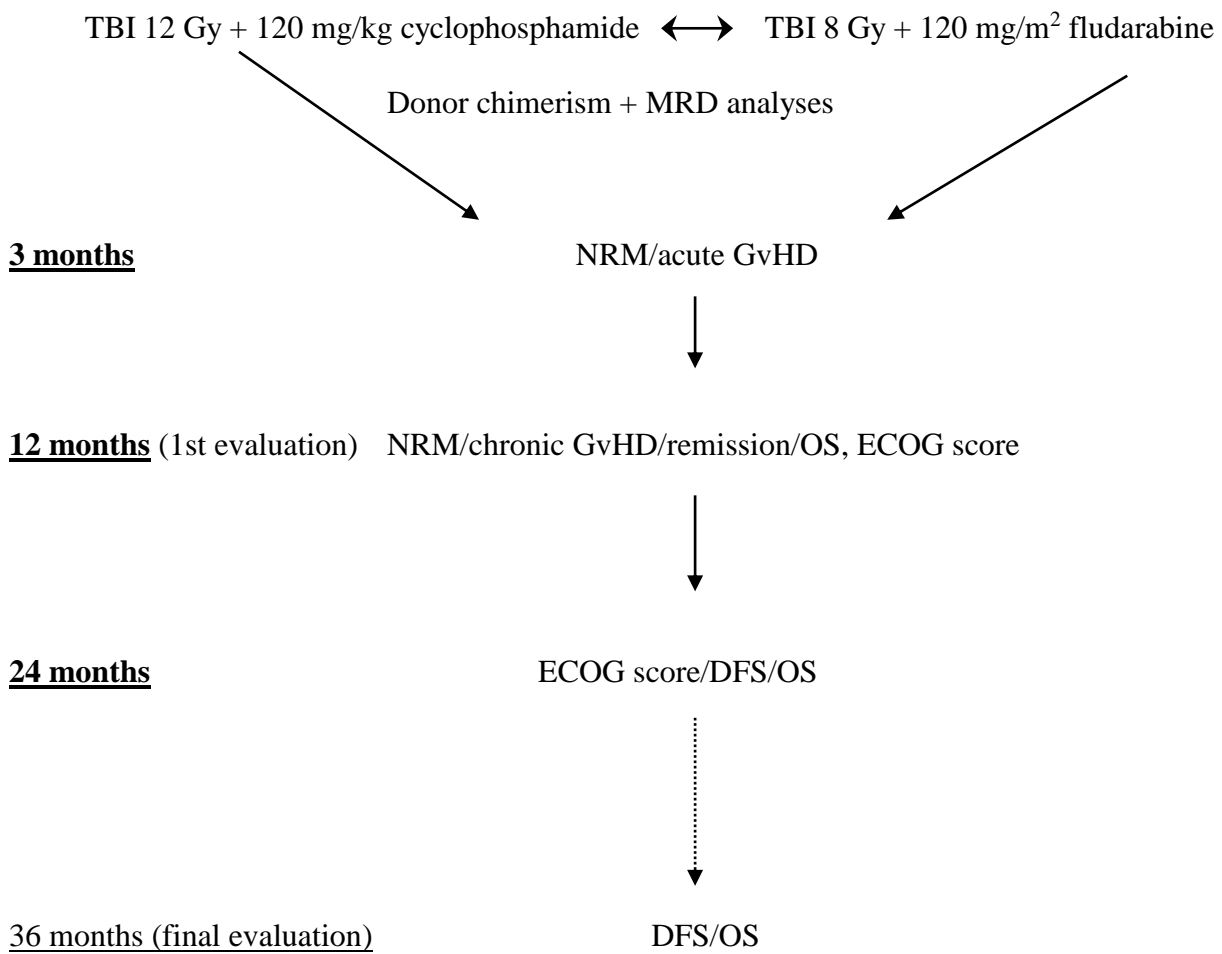 TBI 12 Gy + 120 mg/kg cyclophosphamide ↔ TBI 8 Gy + 120 mg/m² fludarabine
Donor chimerism + MRD analyses
3 months NRM/acute GvHD
12 months (1st evaluation) NRM/chronic GvHD/remission/OS, ECOG score
24 months ECOG score/DFS/OS
36 months (final evaluation) DFS/OS